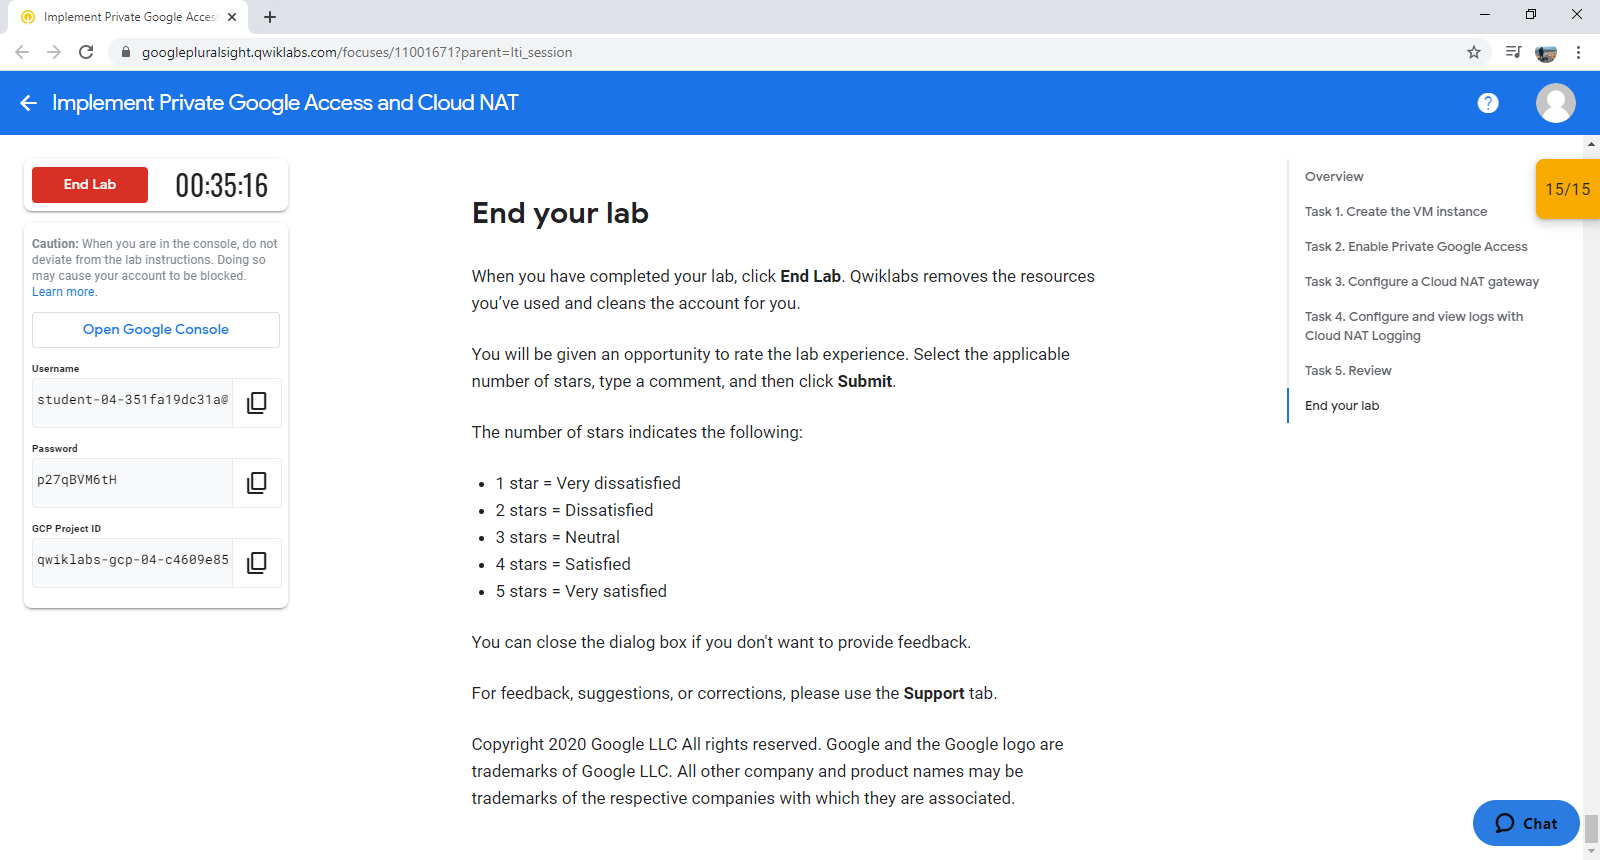 Implement Private Google Acces
googlepluralsight.qwiklabs.com/focuses/11001671?parent=lti_session
Implement Private Google Access and Cloud NAT
?
End Lab
00:35:16
Caution: When you are in the console, do not
deviate from the lab instructions. Doing so
may cause your account to be blocked.
Learn more.
Open Google Console
Username
student-04-351fa19dc31a@
Password
p27qBVM6tH
GCP Project ID
qwiklabs-gcp-04-c4609e85
End your lab
When you have completed your lab, click End Lab. Qwiklabs removes the resources
you’ve used and cleans the account for you.
You will be given an opportunity to rate the lab experience. Select the applicable
number of stars, type a comment, and then click Submit.
The number of stars indicates the following:
• 1 star = Very dissatisfied
• 2 stars = Dissatisfied
• 3 stars = Neutral
• 4 stars = Satisfied
• 5 stars = Very satisfied
You can close the dialog box if you don't want to provide feedback.
For feedback, suggestions, or corrections, please use the Support tab.
Copyright 2020 Google LLC All rights reserved. Google and the Google logo are
trademarks of Google LLC. All other company and product names may be
trademarks of the respective companies with which they are associated.
Overview
Task 1. Create the VM instance
Task 2. Enable Private Google Access
Task 3. Configure a Cloud NAT gateway
Task 4. Configure and view logs with
Cloud NAT Logging
Task 5. Review
End your lab
15/15
Chat